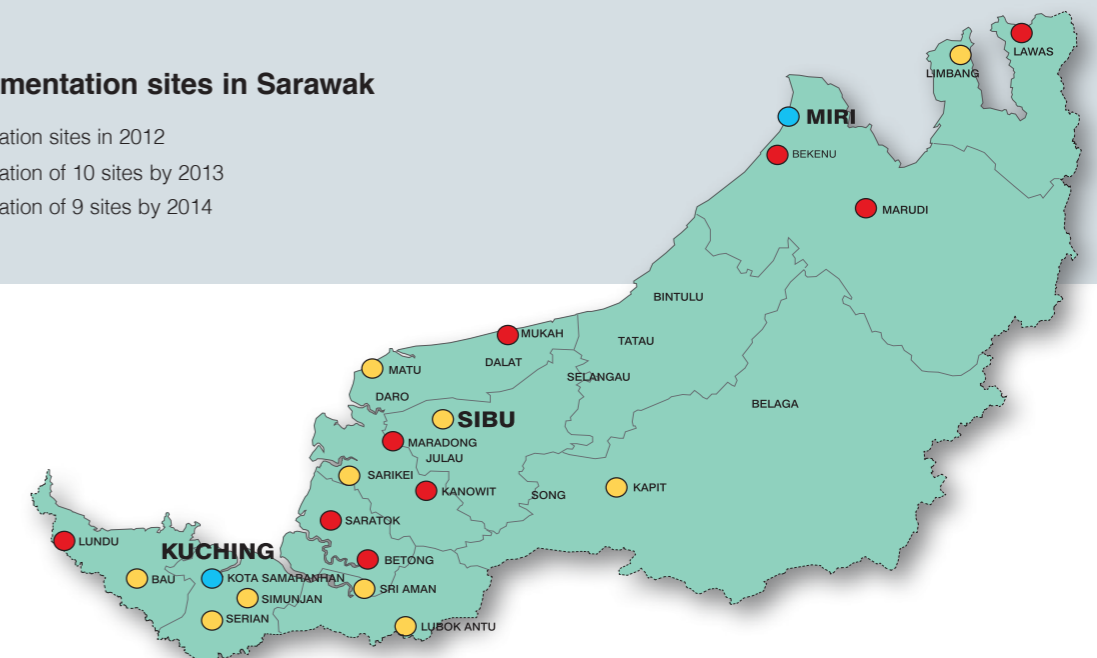 mentation sites in Sarawak
ation sites in 2012
ation of 10 sites by 2013
ation of 9 sites by 2014
LAWAS
LIMBANG
MIRI
BEKENU
MARUDI
BINTULU
MUKAH
TATAU
DALAT
MATU
SELANGAU
DARO
BELAGA
SIBU
MARADONG
JULAU
SARIKEI
KANOWIT
SONG
KAPIT
SARATOK
LUNDU
KUCHING
BETONG
BAU
KOTA SAMARANHAN
SRI AMAN
SIMUNJAN
SERIAN
LUBOK ANTU